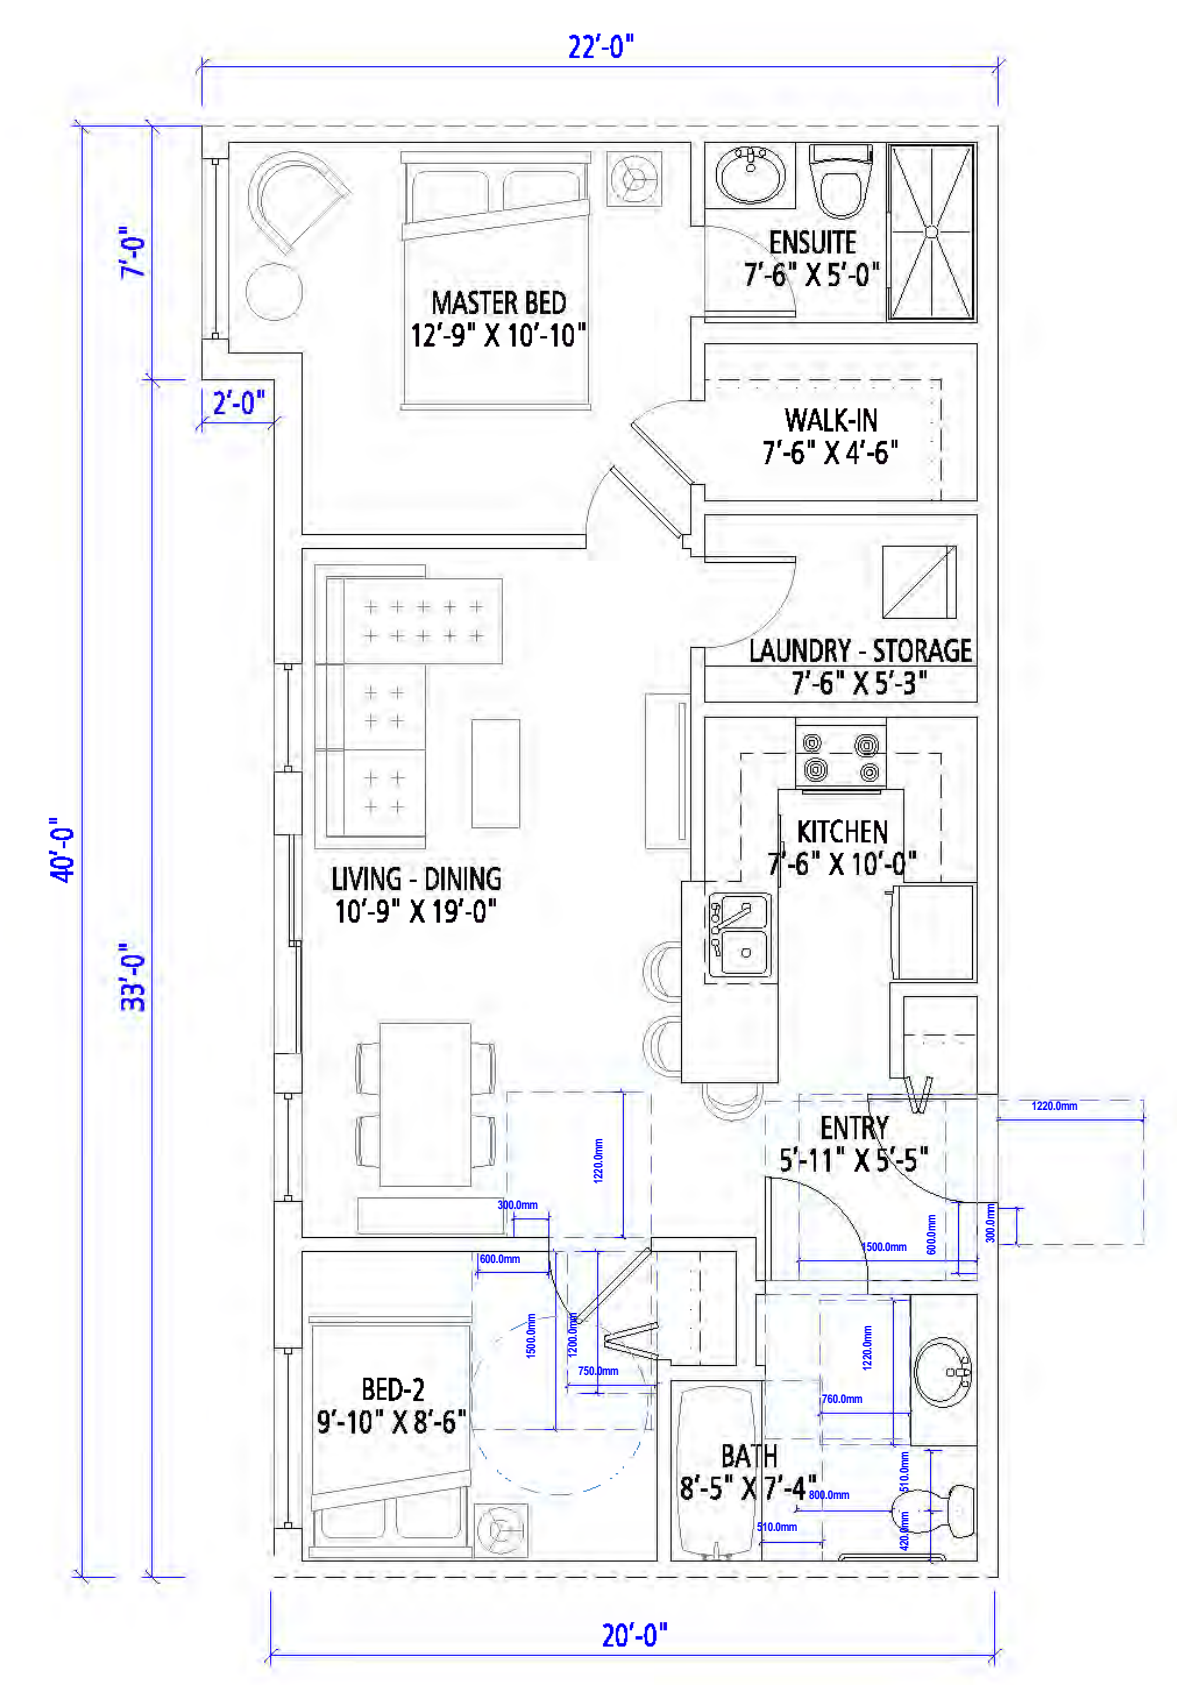 22'-0"
7'-0"
ENSUITE
7'-6" X 5'-0"
MASTER BED
12'-9" X 10'-10"
2'-0"
WALK-IN
7'-6" X 4'-6"
LAUNDRY - STORAGE
7'-6" X 5'-3"
40'-0"
KITCHEN
7'-6" X 10'-0"
LIVING - DINING
10'-9" X 19'-0"
33'-0"
1220.0mm
ENTRY
5'-11" X 5'-5"
1220.0mm
300.0mm
300.0mm
600.0mm
1500.0mm
600.0mm
1500.0mm
1200.0mm
750.0mm
1220.0mm
760.0mm
BED-2
9'-10" X 8'-6"
BATH
8'-5" X 7'-4"
800.0mm
510.0mm
510.0mm
420.0mm
20'-0"